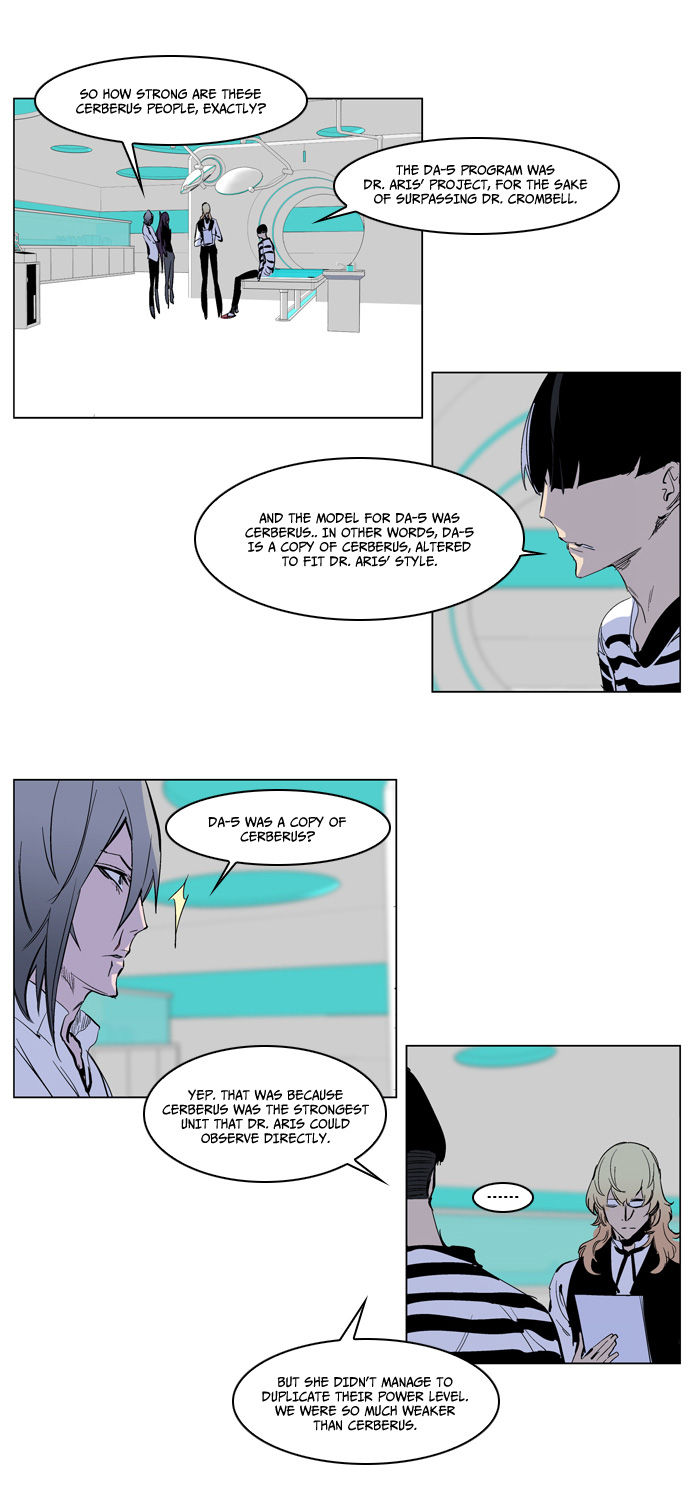 SO HOW STRONG ARE THESE
CERBERUS PEOPLE, EXACTLY?
THE DA-5 PROGRAM WAS
DR. ARIS' PROJECT, FOR THE SAKE
OF SURPASSING DR. CROMBELL.
AND THE MODEL FOR DA-5 WAS
CERBERUS.. IN OTHER WORDS, DA-5
IS A COPY OF CERBERUS, ALTERED
TO FIT DR. ARIS' STYLE.
DA-5 WAS A COPY OF
CERBERUS?
YEP. THAT WAS BECAUSE
CERBERUS WAS THE STRONGEST
UNIT THAT DR. ARIS COULD
OBSERVE DIRECTLY.
------
BUT SHE DIDN'T MANAGE TO
DUPLICATE THEIR POWER LEVEL.
WE WERE SO MUCH WEAKER
THAN CERBERUS.